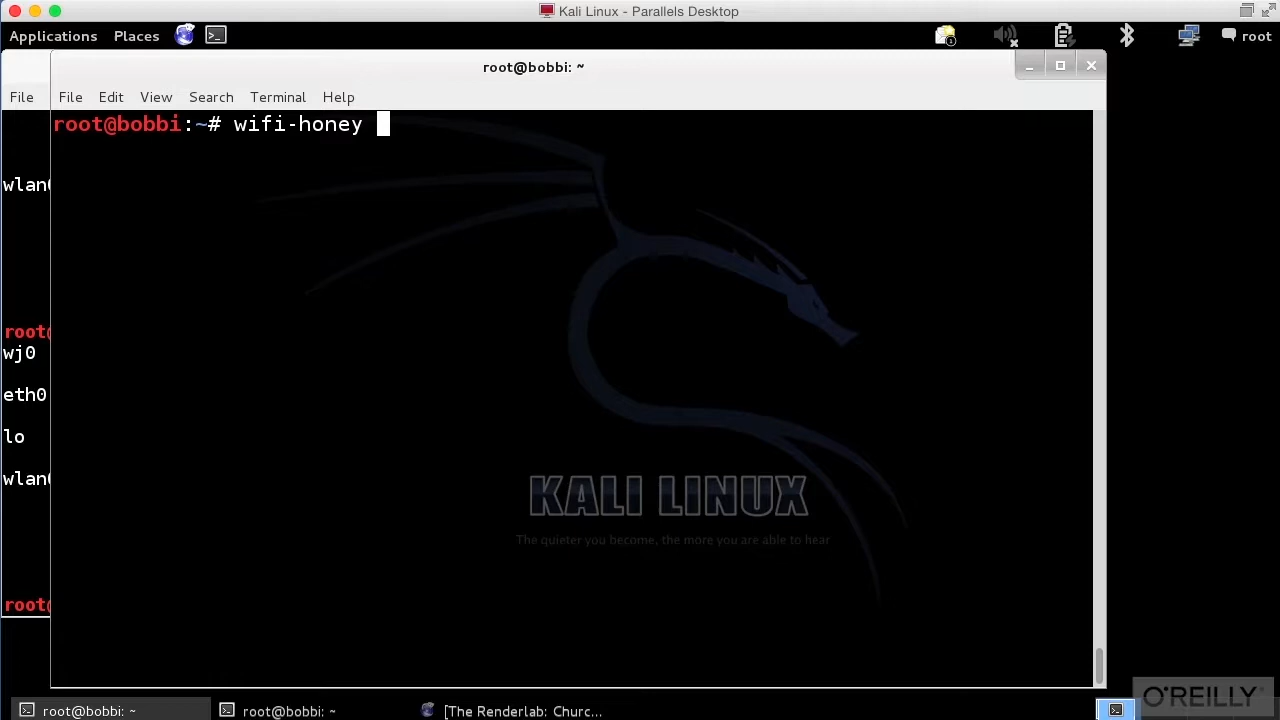 Kali Linux - Parallels Desktop
Applications Places root
root@bobbi: ~
File File Edit View Search Terminal Help
root@bobbi:~# wifi-honey
wlan0
root@
wj0
eth0
lo
wlan0
KALI LINUX
The quieter you become, the more you are able to hear
root@
O'REILLY
root@bobbi: ~ root@bobbi: ~ [The Renderlab: Churc...